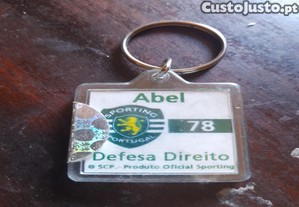 CustoJusto.pt
Abel
SPORTING
PORTUGAL
78
Defesa Direito
© SCP.- Produto Oficial Sporting